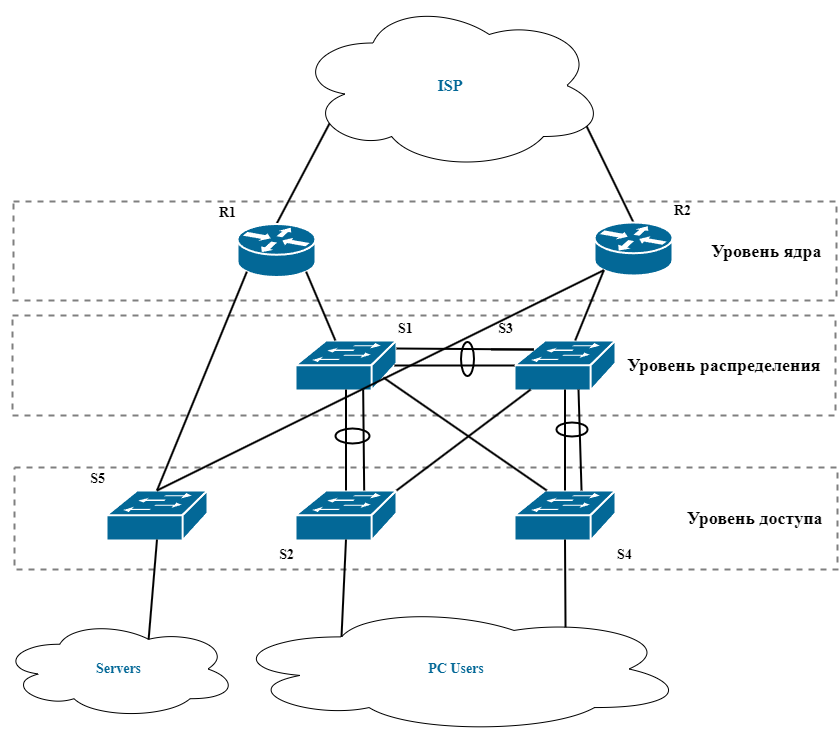 ISP
R1
R2
Уровень ядра
S1
S3
Уровень распределения
S5
Уровень доступа
S2
S4
Servers
PC Users